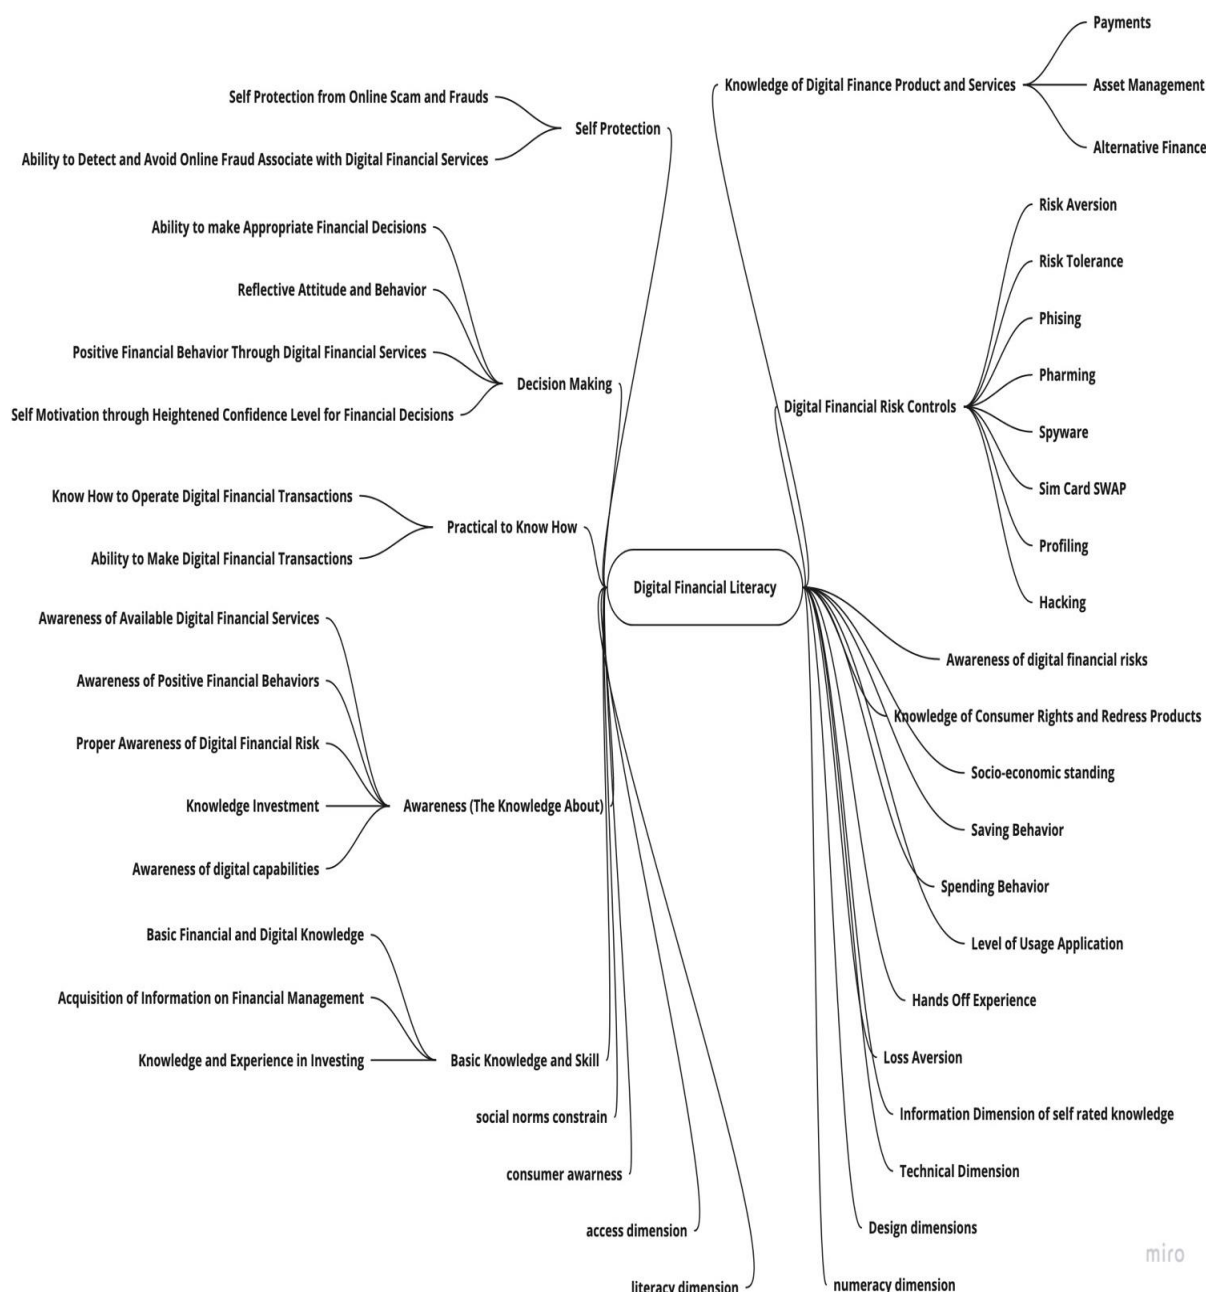 Payments
Knowledge of Digital Finance Product and Services
Asset Management
Alternative Finance
Self Protection from Online Scam and Frauds
Self Protection
Ability to Detect and Avoid Online Fraud Associate with Digital Financial Services
Ability to make Appropriate Financial Decisions
Reflective Attitude and Behavior
Positive Financial Behavior Through Digital Financial Services
Decision Making
Self Motivation through Heightened Confidence Level for Financial Decisions
Know How to Operate Digital Financial Transactions
Practical to Know How
Ability to Make Digital Financial Transactions
Risk Aversion
Risk Tolerance
Phising
Pharming
Digital Financial Risk Controls
Spyware
Sim Card SWAP
Profiling
Hacking
Digital Financial Literacy
Awareness of Available Digital Financial Services
Awareness of Positive Financial Behaviors
Proper Awareness of Digital Financial Risk
Knowledge Investment
Awareness (The Knowledge About)
Awareness of digital capabilities
Basic Financial and Digital Knowledge
Acquisition of Information on Financial Management
Knowledge and Experience in Investing
Basic Knowledge and Skill
social norms constrain
consumer awarness
access dimension
literacy dimension
Awareness of digital financial risks
Knowledge of Consumer Rights and Redress Products
Socio-economic standing
Saving Behavior
Spending Behavior
Level of Usage Application
Hands Off Experience
Loss Aversion
Information Dimension of self rated knowledge
Technical Dimension
Design dimensions
numeracy dimension
miro